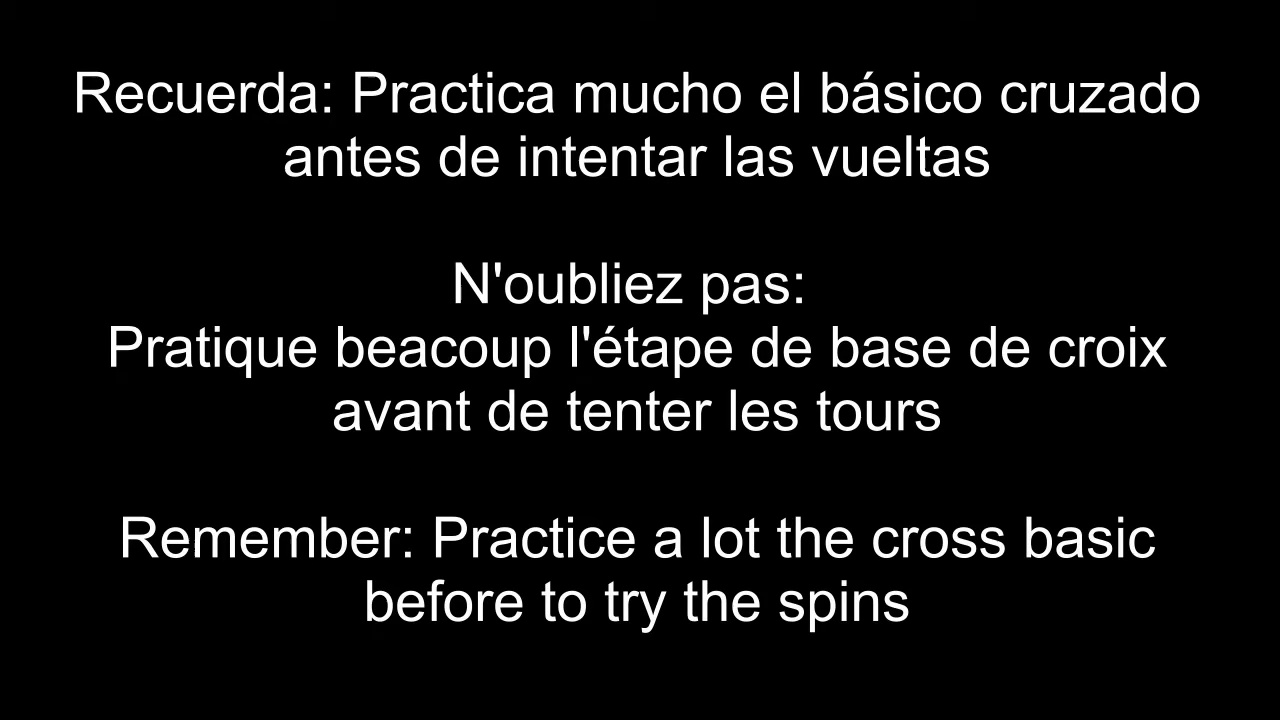 Recuerda: Practica mucho el básico cruzado
antes de intentar las vueltas
N'oubliez pas:
Pratique beacoup l'étape de base de croix
avant de tenter les tours
Remember: Practice a lot the cross basic
before to try the spins